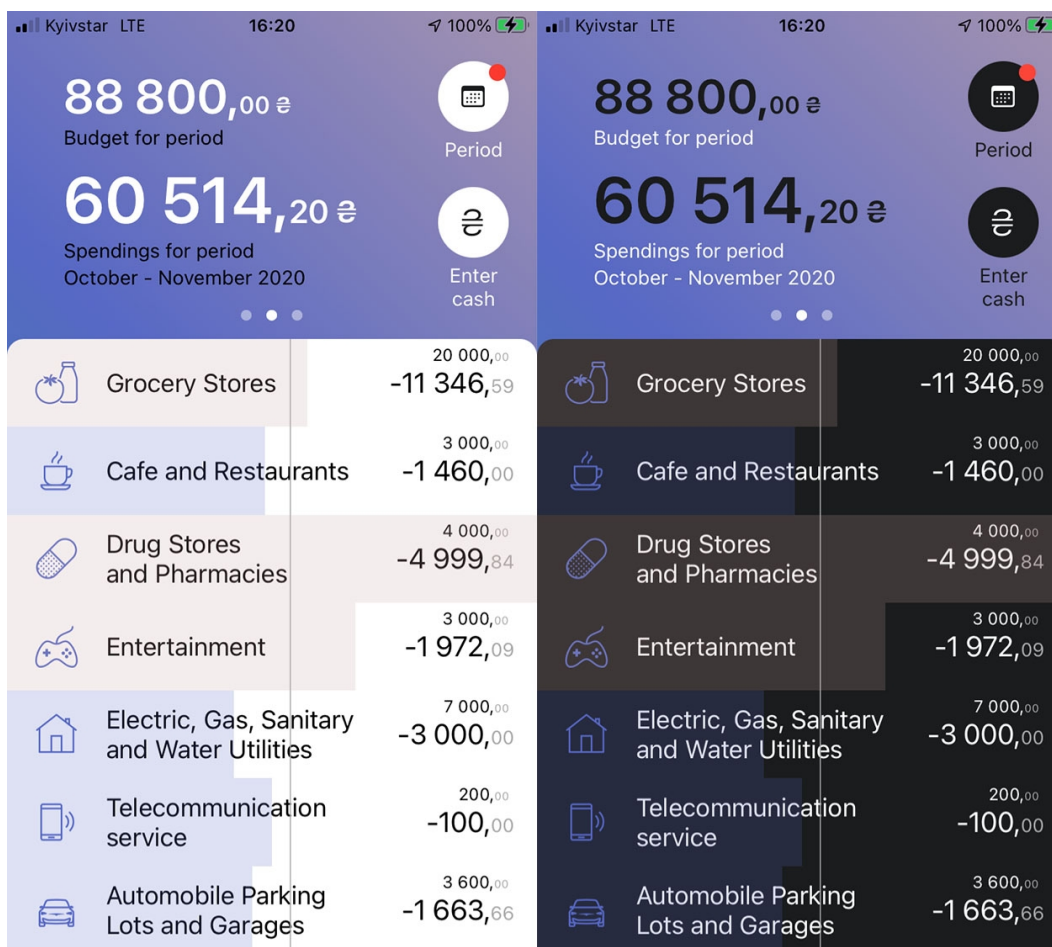 Kyivstar LTE 16:20 100%
88 800,00 ₴
Budget for period
Period
60 514,20 ₴
Spendings for period
October - November 2020
₴
Enter
cash
20 000,00
Grocery Stores -11 346,59
3 000,00
Cafe and Restaurants -1 460,00
4 000,00
Drug Stores
and Pharmacies -4 999,84
3 000,00
Entertainment -1 972,09
7 000,00
Electric, Gas, Sanitary
and Water Utilities -3 000,00
200,00
Telecommunication
service -100,00
3 600,00
Automobile Parking
Lots and Garages -1 663,66
Kyivstar LTE 16:20 100%
88 800,00 ₴
Budget for period
Period
60 514,20 ₴
Spendings for period
October - November 2020
₴
Enter
cash
20 000,00
Grocery Stores -11 346,59
3 000,00
Cafe and Restaurants -1 460,00
4 000,00
Drug Stores
and Pharmacies -4 999,84
3 000,00
Entertainment -1 972,09
7 000,00
Electric, Gas, Sanitary
and Water Utilities -3 000,00
200,00
Telecommunication
service -100,00
3 600,00
Automobile Parking
Lots and Garages -1 663,66